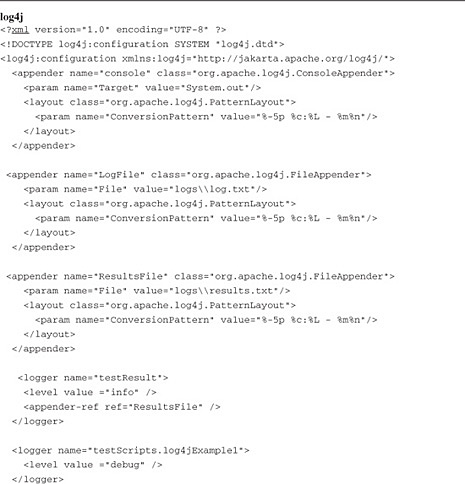 log4j
<?xml version="1.0" encoding="UTF-8" ?>
<!DOCTYPE log4j:configuration SYSTEM "log4j.dtd">
<log4j:configuration xmlns:log4j="http://jakarta.apache.org/log4j/">
<appender name="console" class="org.apache.log4j.ConsoleAppender">
<param name="Target" value="System.out"/>
<layout class="org.apache.log4j.PatternLayout">
<param name="ConversionPattern" value="%-5p %c:%L - %m%n"/>
</layout>
</appender>
<appender name="LogFile" class="org.apache.log4j.FileAppender">
<param name="File" value="logs\\log.txt"/>
<layout class="org.apache.log4j.PatternLayout">
<param name="ConversionPattern" value="%-5p %c:%L - %m%n"/>
</layout>
</appender>
<appender name="ResultsFile" class="org.apache.log4j.FileAppender">
<param name="File" value="logs\\results.txt"/>
<layout class="org.apache.log4j.PatternLayout">
<param name="ConversionPattern" value="%-5p %c:%L - %m%n"/>
</layout>
</appender>
<logger name="testResult">
<level value ="info" />
<appender-ref ref="ResultsFile" />
</logger>
<logger name="testScripts.log4jExample1">
<level value ="debug" />
</logger>